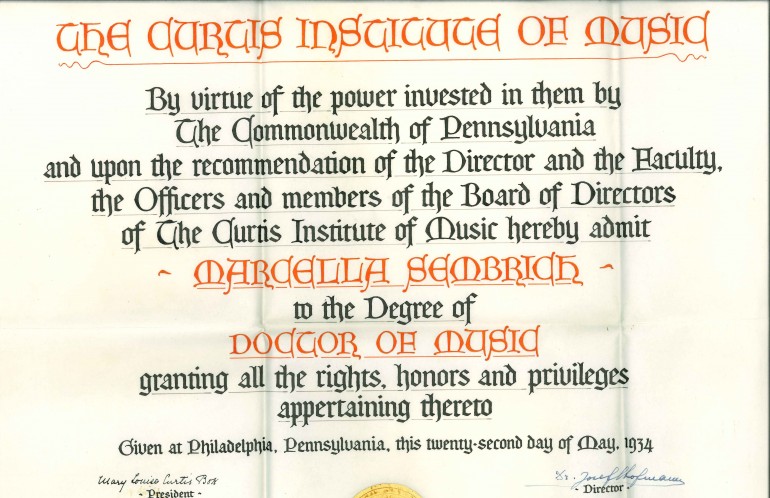 THE CURTIS INSTITUTE OF MUSIC
By virtue of the power invested in them by
The Commonwealth of Pennsylvania
and upon the recommendation of the Director and the Faculty,
the Officers and members of the Board of Directors
of The Curtis Institute of Music hereby admit
~ MARCELLA SEMBRICH ~
to the Degree of
DOCTOR OF MUSIC
granting all the rights, honors and privileges
appertaining thereto
Given at Philadelphia, Pennsylvania, this twenty-second day of May, 1934
Mary Louise Curtis Bok
- President -
Dr. Josef Hofmann
- Director -